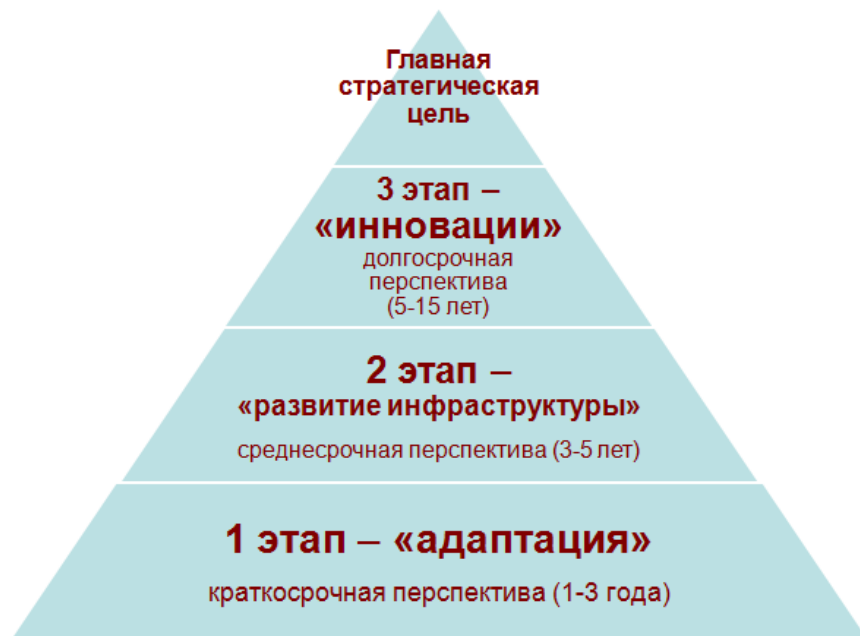 Главная
стратегическая
цель
3 этап –
«инновации»
долгосрочная
перспектива
(5-15 лет)
2 этап –
«развитие инфраструктуры»
среднесрочная перспектива (3-5 лет)
1 этап – «адаптация»
краткосрочная перспектива (1-3 года)